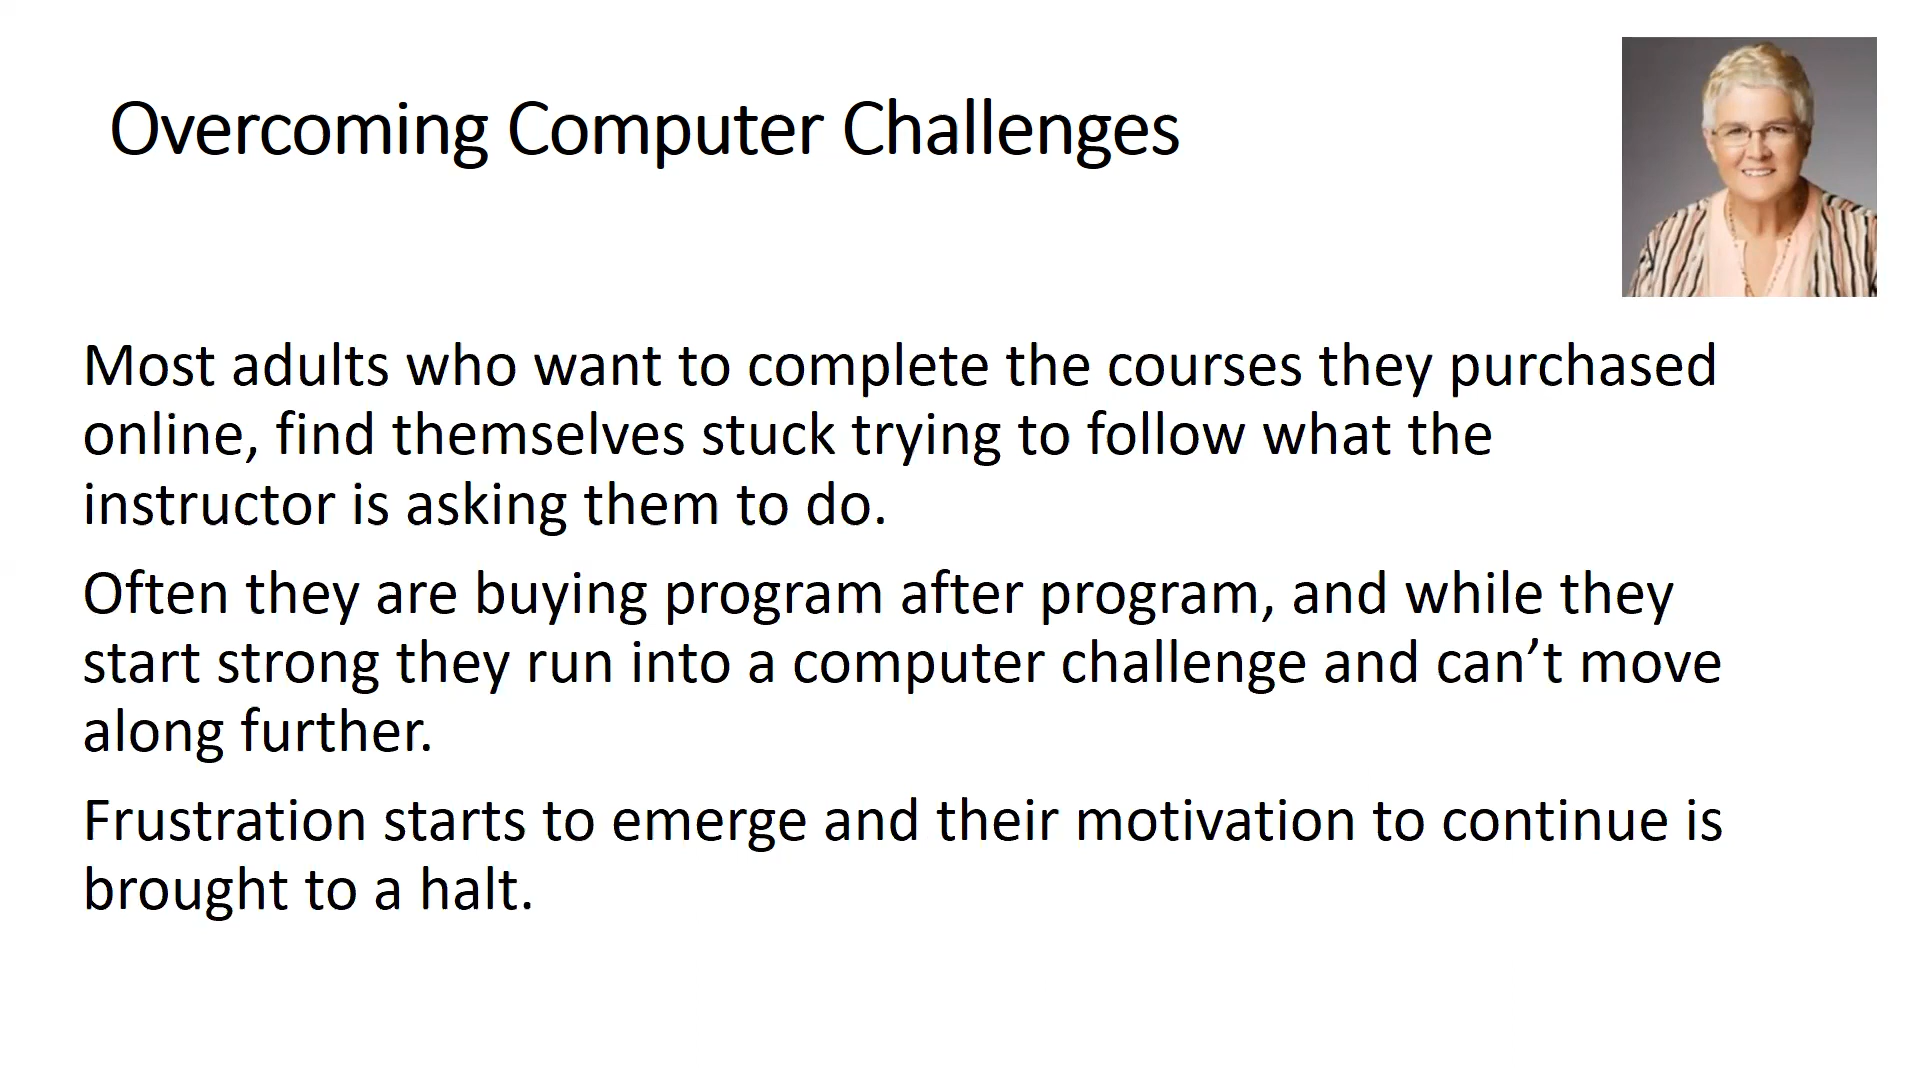 Overcoming Computer Challenges
Most adults who want to complete the courses they purchased
online, find themselves stuck trying to follow what the
instructor is asking them to do.
Often they are buying program after program, and while they
start strong they run into a computer challenge and can’t move
along further.
Frustration starts to emerge and their motivation to continue is
brought to a halt.